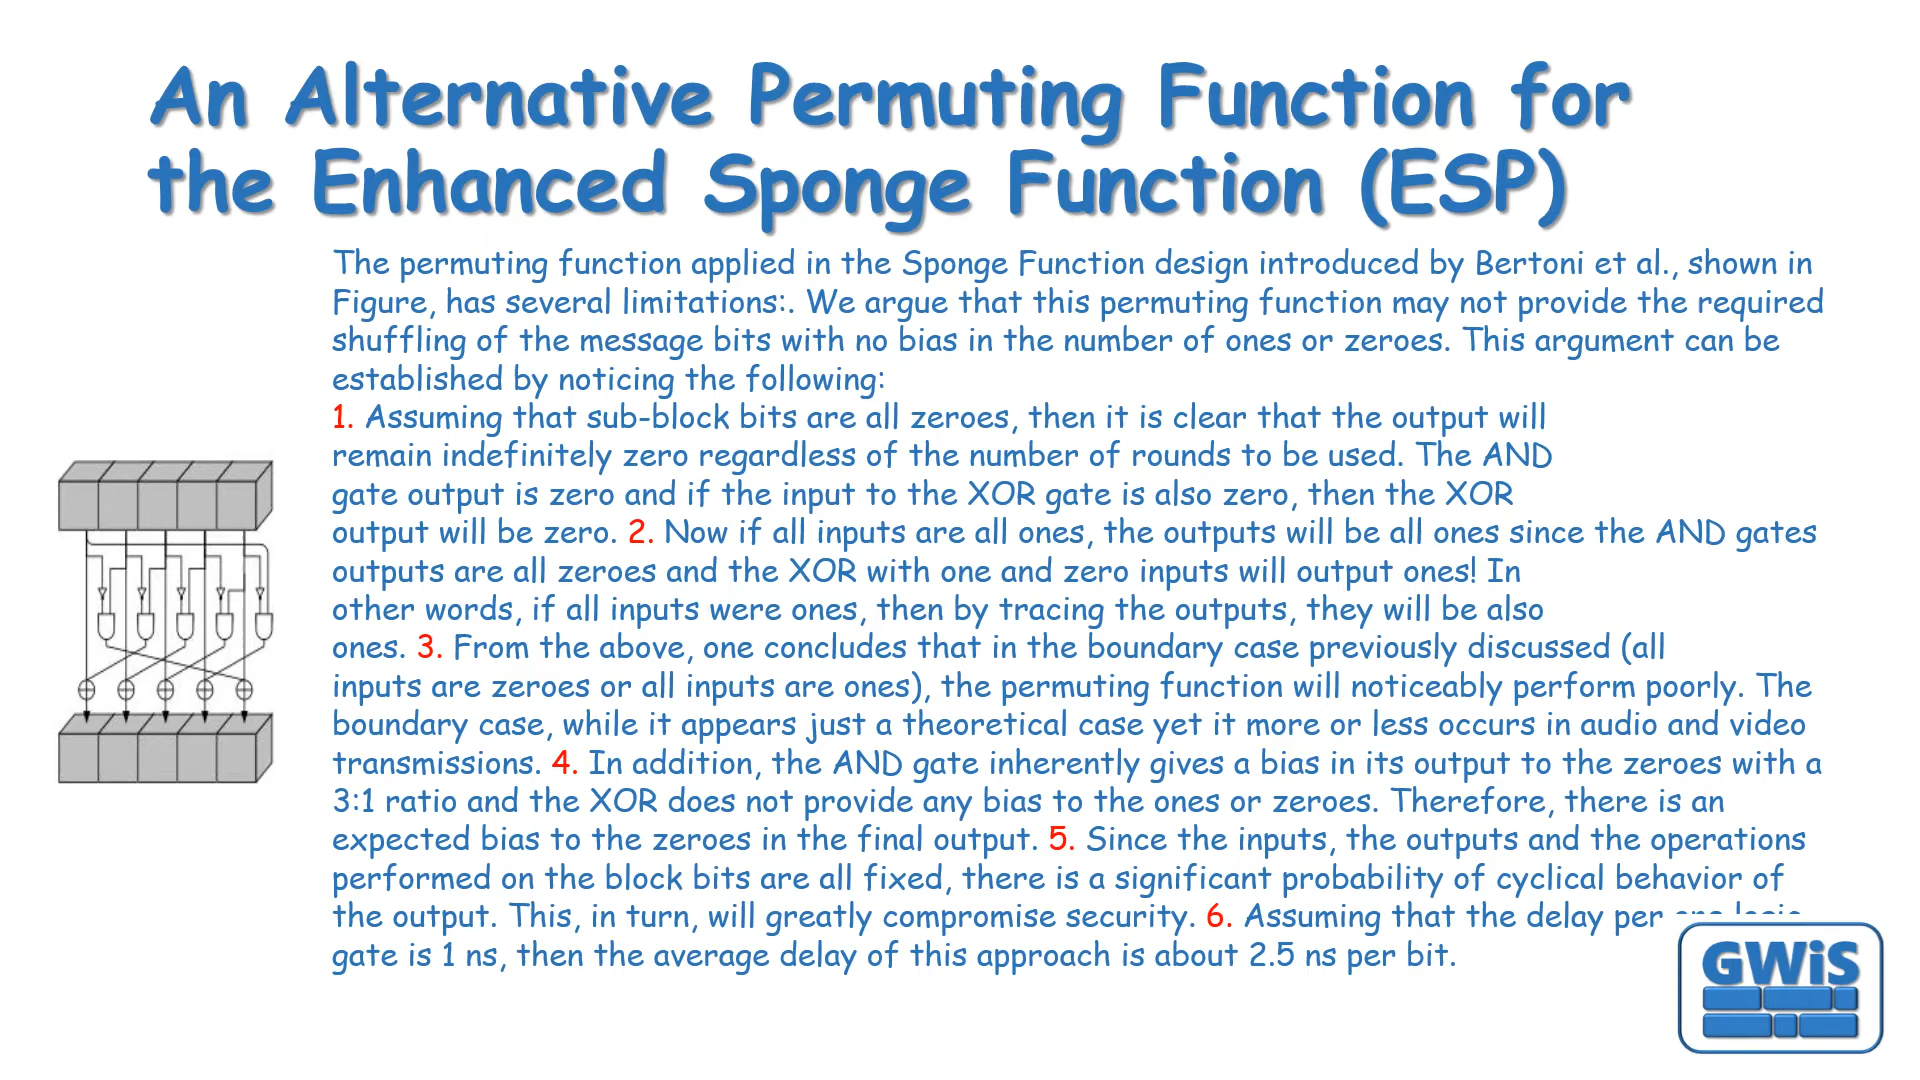 An Alternative Permuting Function for
the Enhanced Sponge Function (ESP)
The permuting function applied in the Sponge Function design introduced by Bertoni et al., shown in
Figure, has several limitations:. We argue that this permuting function may not provide the required
shuffling of the message bits with no bias in the number of ones or zeroes. This argument can be
established by noticing the following:
1. Assuming that sub-block bits are all zeroes, then it is clear that the output will
remain indefinitely zero regardless of the number of rounds to be used. The AND
gate output is zero and if the input to the XOR gate is also zero, then the XOR
output will be zero. 2. Now if all inputs are all ones, the outputs will be all ones since the AND gates
outputs are all zeroes and the XOR with one and zero inputs will output ones! In
other words, if all inputs were ones, then by tracing the outputs, they will be also
ones. 3. From the above, one concludes that in the boundary case previously discussed (all
inputs are zeroes or all inputs are ones), the permuting function will noticeably perform poorly. The
boundary case, while it appears just a theoretical case yet it more or less occurs in audio and video
transmissions. 4. In addition, the AND gate inherently gives a bias in its output to the zeroes with a
3:1 ratio and the XOR does not provide any bias to the ones or zeroes. Therefore, there is an
expected bias to the zeroes in the final output. 5. Since the inputs, the outputs and the operations
performed on the block bits are all fixed, there is a significant probability of cyclical behavior of
the output. This, in turn, will greatly compromise security. 6. Assuming that the delay per
gate is 1 ns, then the average delay of this approach is about 2.5 ns per bit.
GWiS